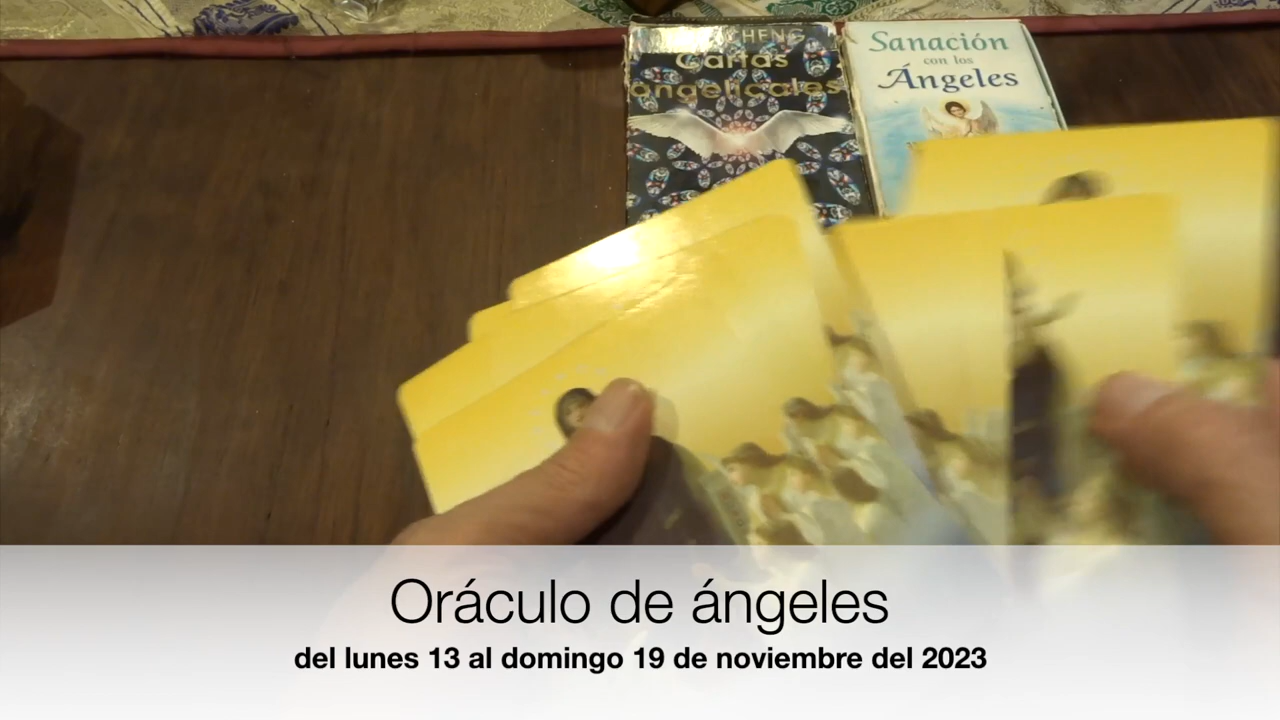 CHENG
Cartas
angelicales
Sanación
con los
Ángeles
Oráculo de ángeles
del lunes 13 al domingo 19 de noviembre del 2023